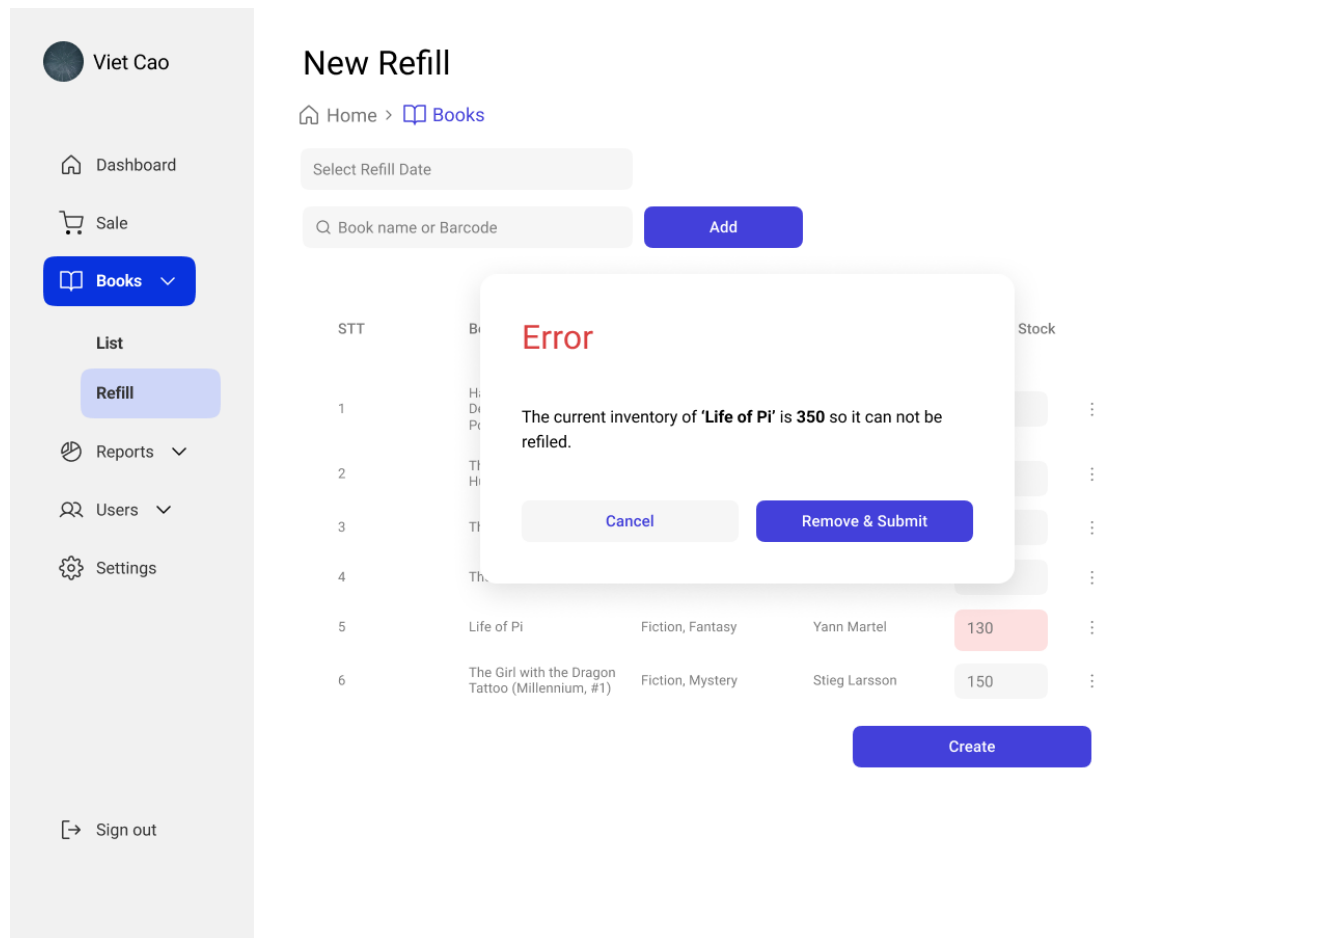 Viet Cao
Dashboard
Sale
Books
List
Refill
Reports
Users
Settings
Sign out
New Refill
Home > Books
Select Refill Date
Book name or Barcode
Add
STT
Stock
Error
The current inventory of ‘Life of Pi’ is 350 so it can not be
refiled.
Cancel
Remove & Submit
1
2
3
4
5 Life of Pi Fiction, Fantasy Yann Martel 130
6 The Girl with the Dragon
Tattoo (Millennium, #1) Fiction, Mystery Stieg Larsson 150
Create